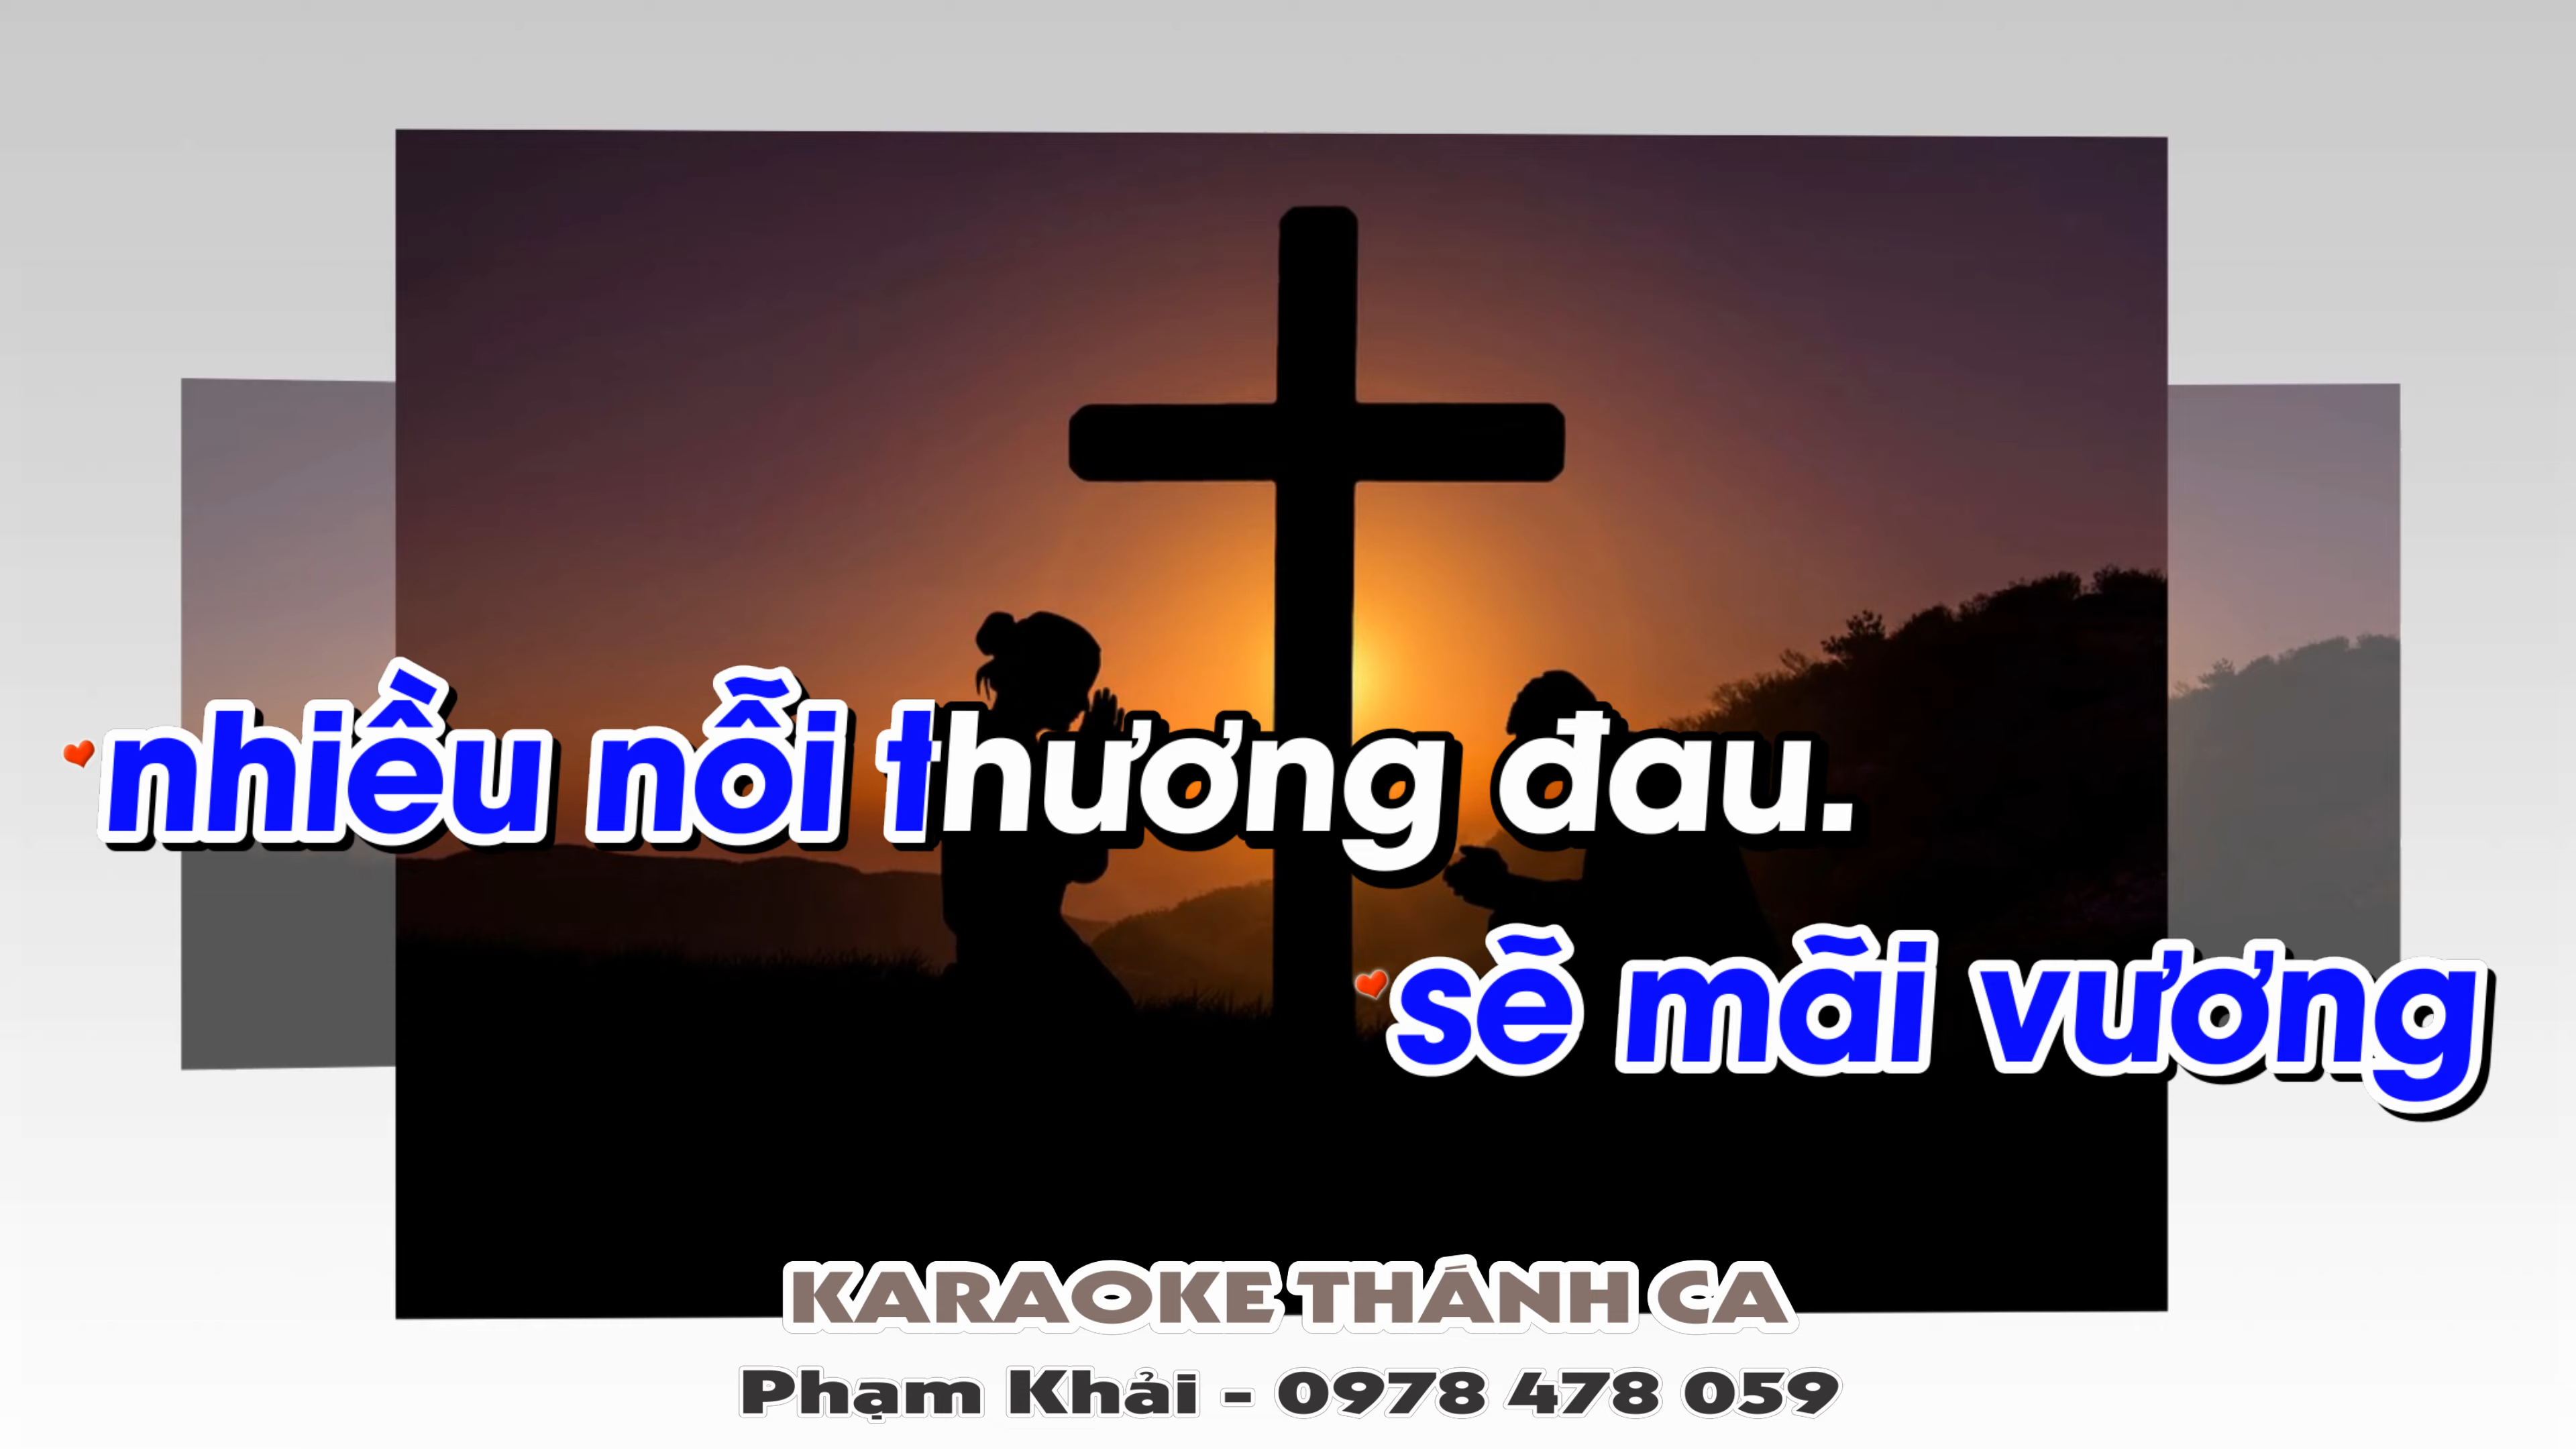 nhiều nỗi thương đau.
sẽ mãi vương
KARAOKE THÁNH CA
Phạm Khải - 0978 478 059